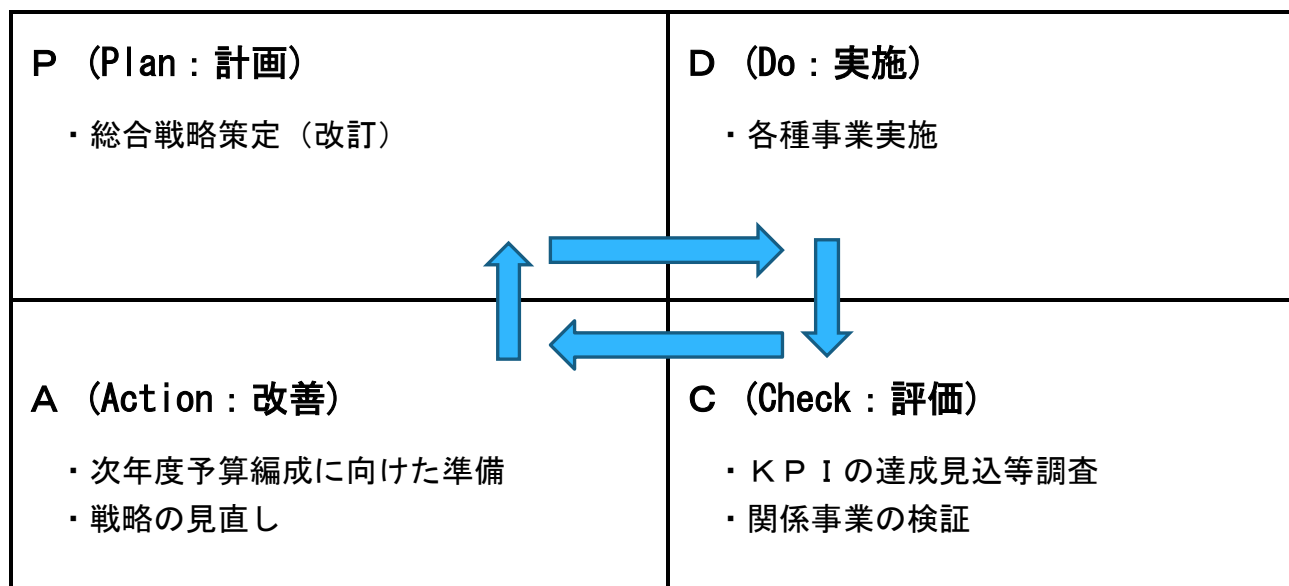 Ｐ (Plan：計画)
・総合戦略策定（改訂）
Ｄ (Do：実施)
・各種事業実施
Ａ (Action：改善)
・次年度予算編成に向けた準備
・戦略の見直し
Ｃ (Check：評価)
・ＫＰＩの達成見込等調査
・関係事業の検証